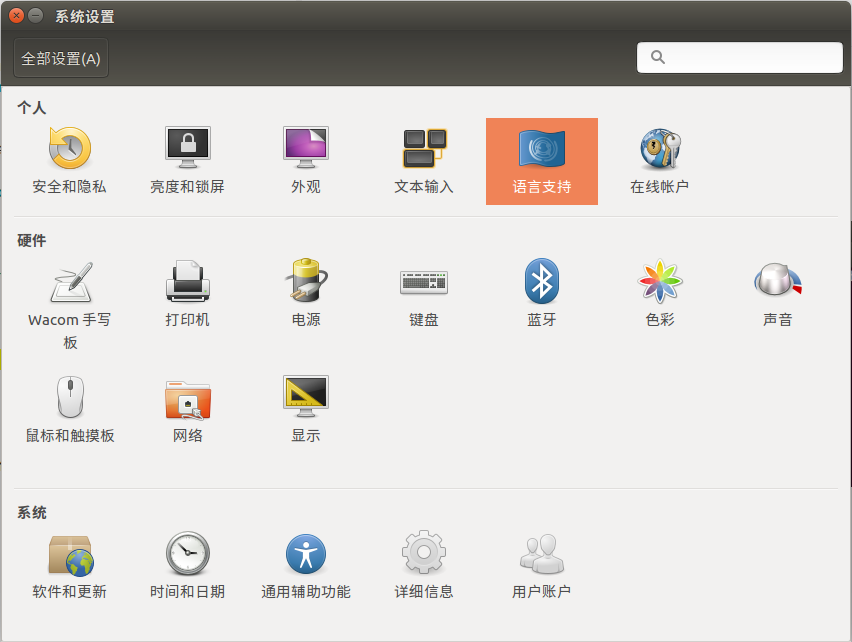 系统设置
全部设置(A)
个人
安全和隐私
亮度和锁屏
外观
文本输入
语言支持
在线帐户
硬件
Wacom 手写
板
打印机
电源
键盘
蓝牙
色彩
声音
鼠标和触摸板
网络
显示
系统
软件和更新
时间和日期
通用辅助功能
详细信息
用户账户